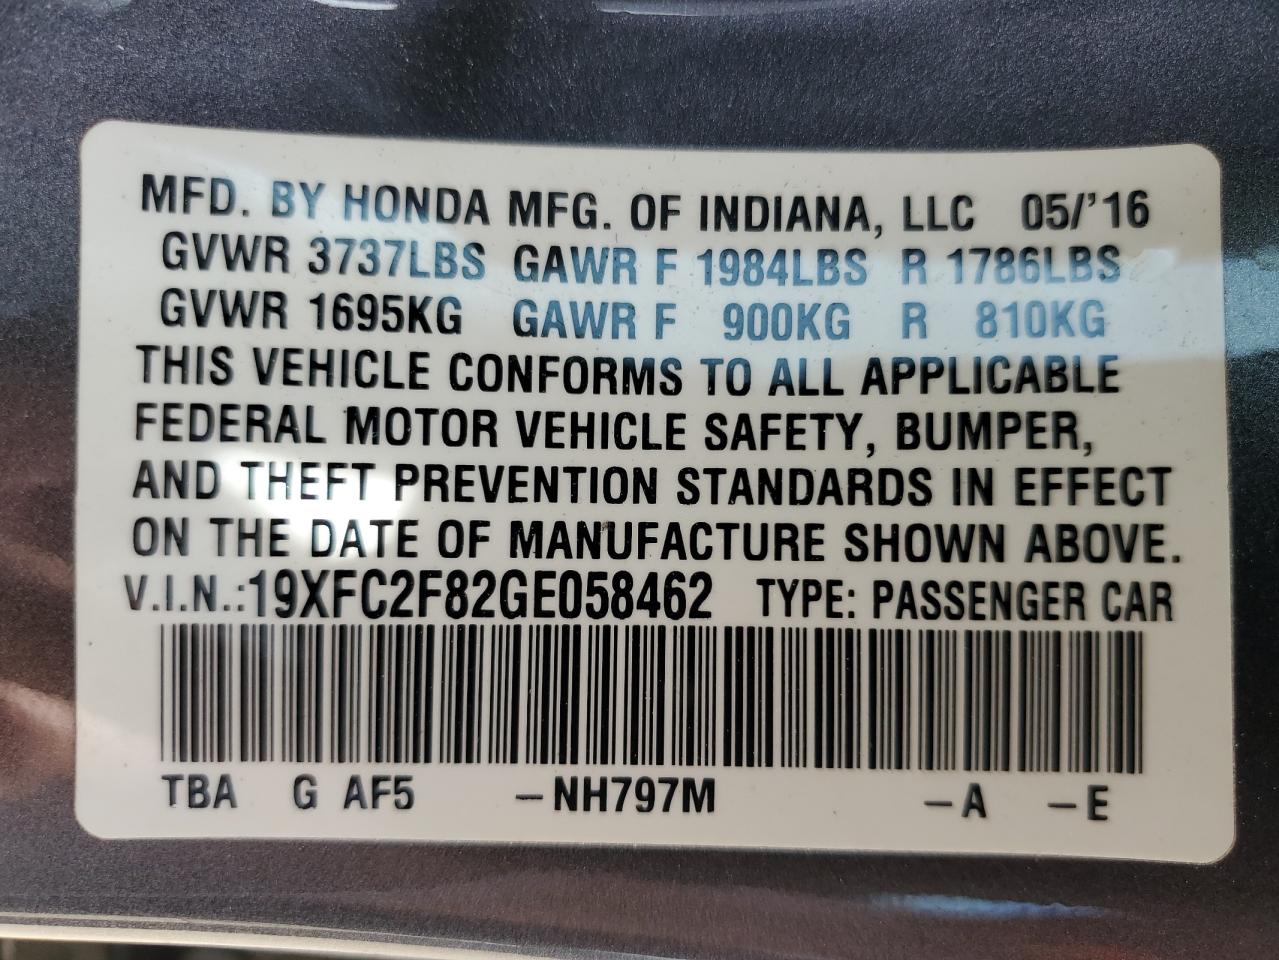 MFD. BY HONDA MFG. OF INDIANA, LLC 05/'16
GVWR 3737LBS GAWR F 1984LBS R 1786LBS
GVWR 1695KG GAWR F 900KG R 810KG
THIS VEHICLE CONFORMS TO ALL APPLICABLE
FEDERAL MOTOR VEHICLE SAFETY, BUMPER,
AND THEFT PREVENTION STANDARDS IN EFFECT
ON THE DATE OF MANUFACTURE SHOWN ABOVE.
V.I.N.:19XFC2F82GE058462 TYPE: PASSENGER CAR
TBA G AF5 –NH797M –A –E